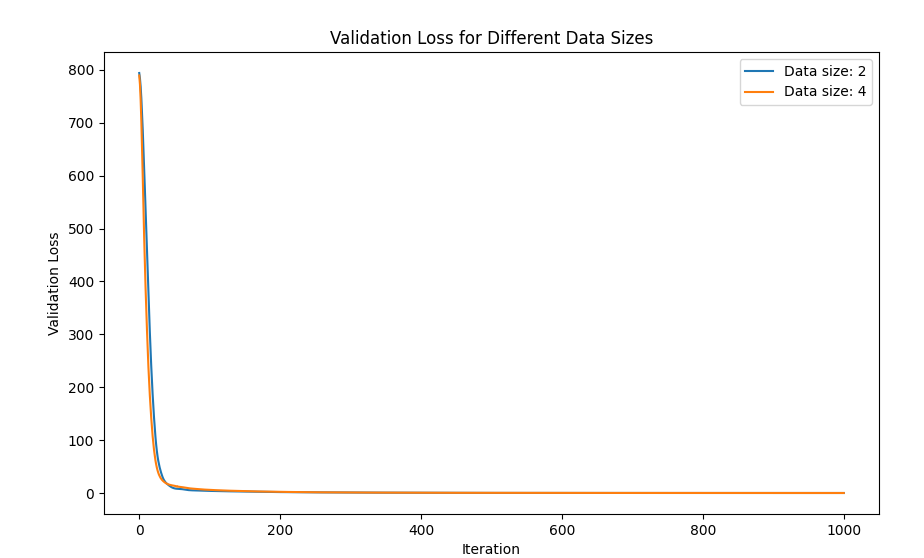 Validation Loss for Different Data Sizes
Data size: 2
Data size: 4
Validation Loss
800
700
600
500
400
300
200
100
0
0 200 400 600 800 1000
Iteration